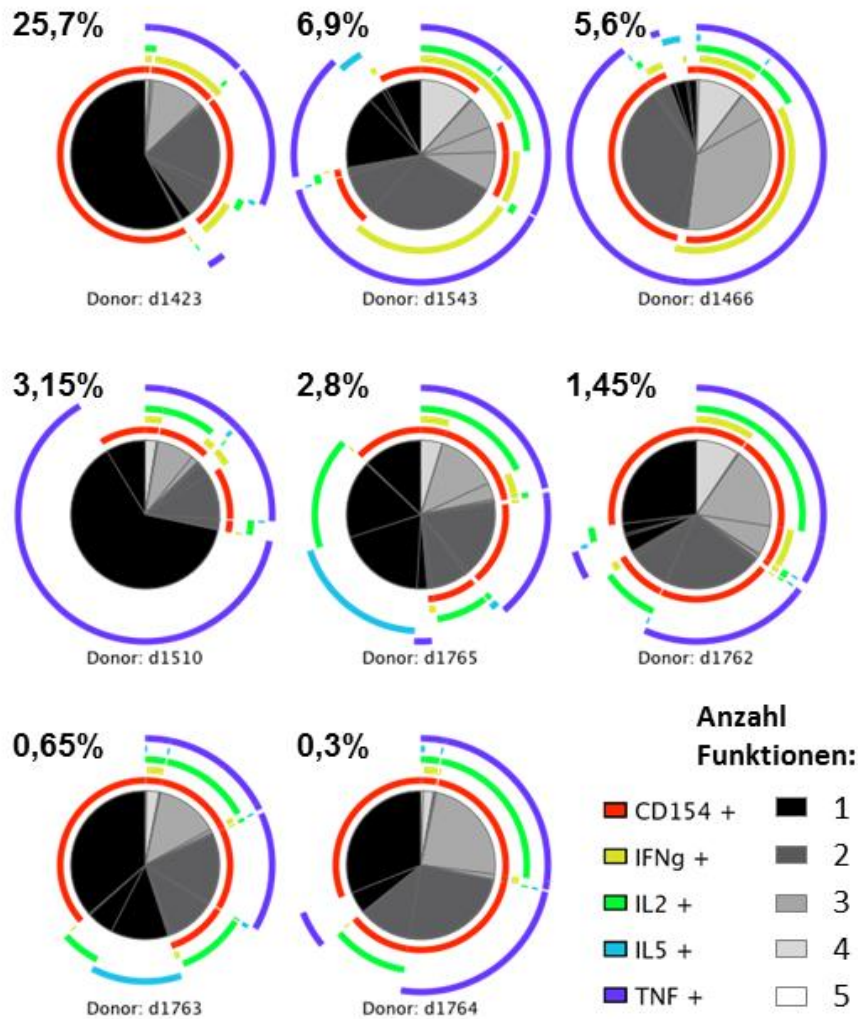 25,7%
6,9%
5,6%
Donor: d1423
Donor: d1543
Donor: d1466
3,15%
2,8%
1,45%
Donor: d1510
Donor: d1765
Donor: d1762
0,65%
0,3%
Donor: d1763
Donor: d1764
Anzahl
Funktionen:
CD154 + 1
IFNg + 2
IL2 + 3
IL5 + 4
TNF + 5